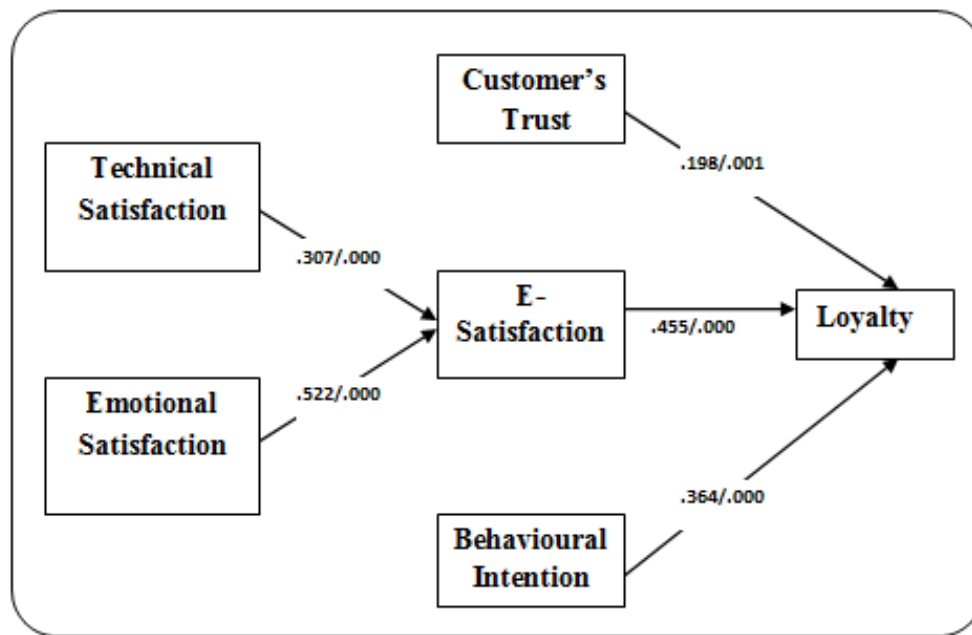 Customer’s
Trust
.198/.001
Technical
Satisfaction
.307/.000
E-
Satisfaction
.455/.000
Loyalty
Emotional
Satisfaction
.522/.000
.364/.000
Behavioural
Intention